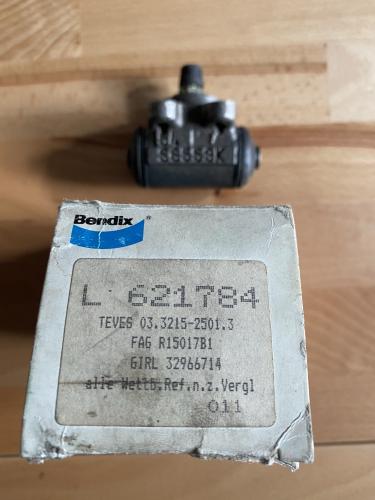 Bendix
L 621784
TEVES 03.3215-2501.3
FAG R15017B1
GIRL 32966714
alle Wettb.Ref.n.z.Vergl
011